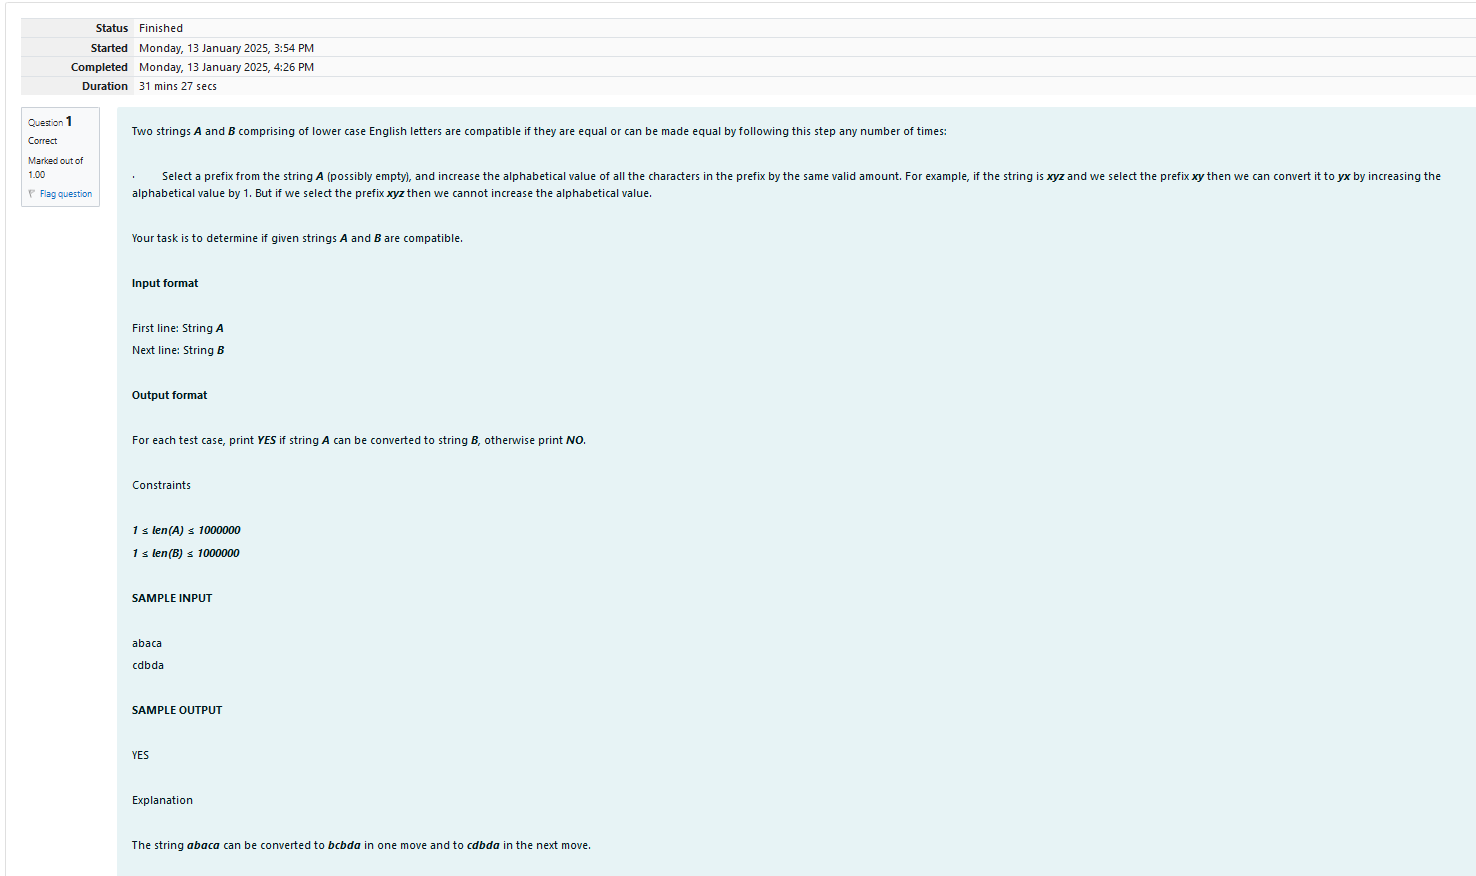 Status Finished
Started Monday, 13 January 2025, 3:54 PM
Completed Monday, 13 January 2025, 4:26 PM
Duration 31 mins 27 secs
Question 1
Correct
Marked out of
1.00
Flag question
Two strings A and B comprising of lower case English letters are compatible if they are equal or can be made equal by following this step any number of times:
· Select a prefix from the string A (possibly empty), and increase the alphabetical value of all the characters in the prefix by the same valid amount. For example, if the string is xyz and we select the prefix xy then we can convert it to yx by increasing the
alphabetical value by 1. But if we select the prefix xyz then we cannot increase the alphabetical value.
Your task is to determine if given strings A and B are compatible.
Input format
First line: String A
Next line: String B
Output format
For each test case, print YES if string A can be converted to string B, otherwise print NO.
Constraints
1 ≤ len(A) ≤ 1000000
1 ≤ len(B) ≤ 1000000
SAMPLE INPUT
abaca
cdbda
SAMPLE OUTPUT
YES
Explanation
The string abaca can be converted to bcbda in one move and to cdbda in the next move.